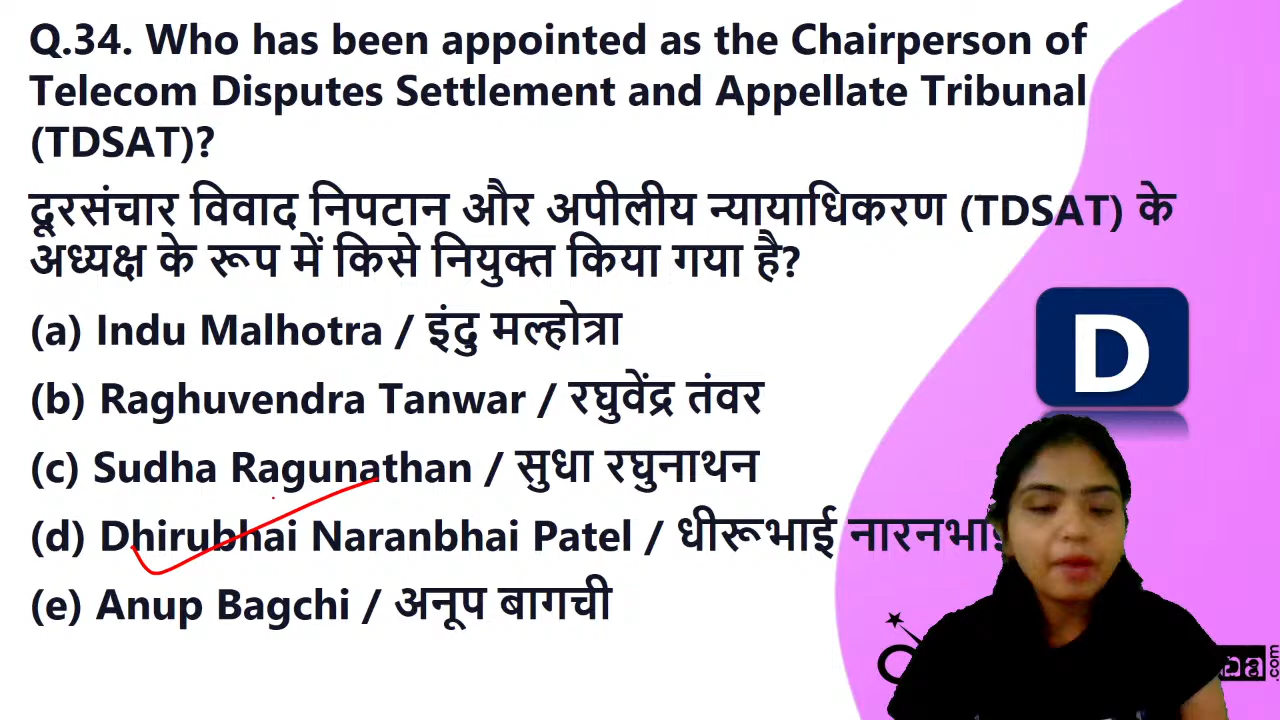 Q.34. Who has been appointed as the Chairperson of
Telecom Disputes Settlement and Appellate Tribunal
(TDSAT)?
दूरसंचार विवाद निपटान और अपीलीय न्यायाधिकरण (TDSAT) के
अध्यक्ष के रूप में किसे नियुक्त किया गया है?
(a) Indu Malhotra / इंदु मल्होत्रा
(b) Raghuvendra Tanwar / रघुवेंद्र तंवर
(c) Sudha Ragunathan / सुधा रघुनाथन
(d) Dhirubhai Naranbhai Patel / धीरूभाई
(e) Anup Bagchi / अनूप बागची
D
.com